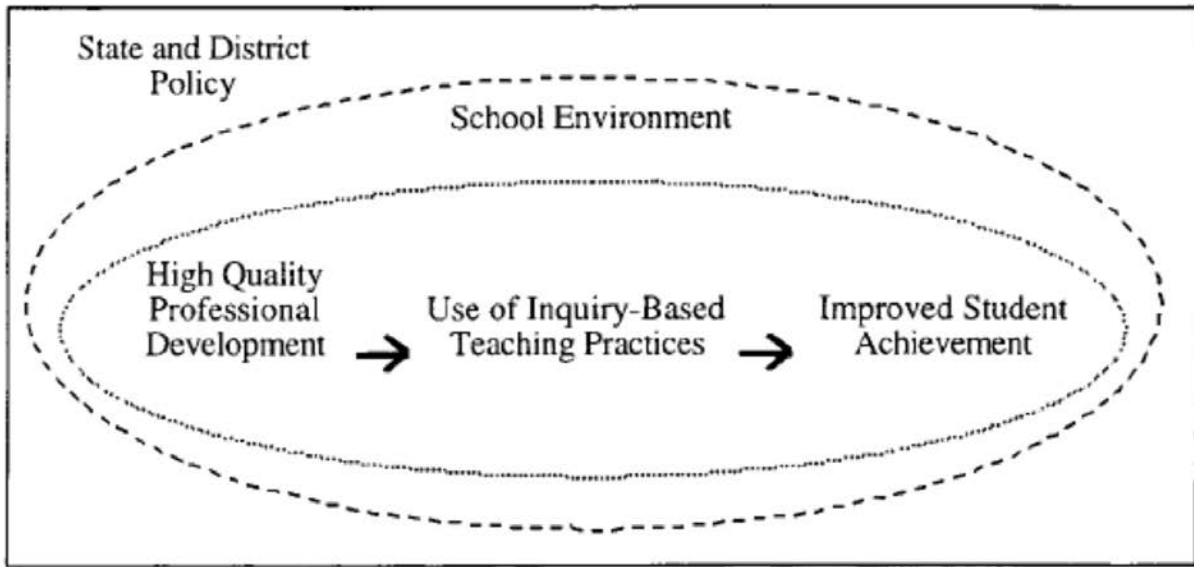 State and District
Policy
School Environment
High Quality
Professional
Development
Use of Inquiry-Based
Teaching Practices
Improved Student
Achievement